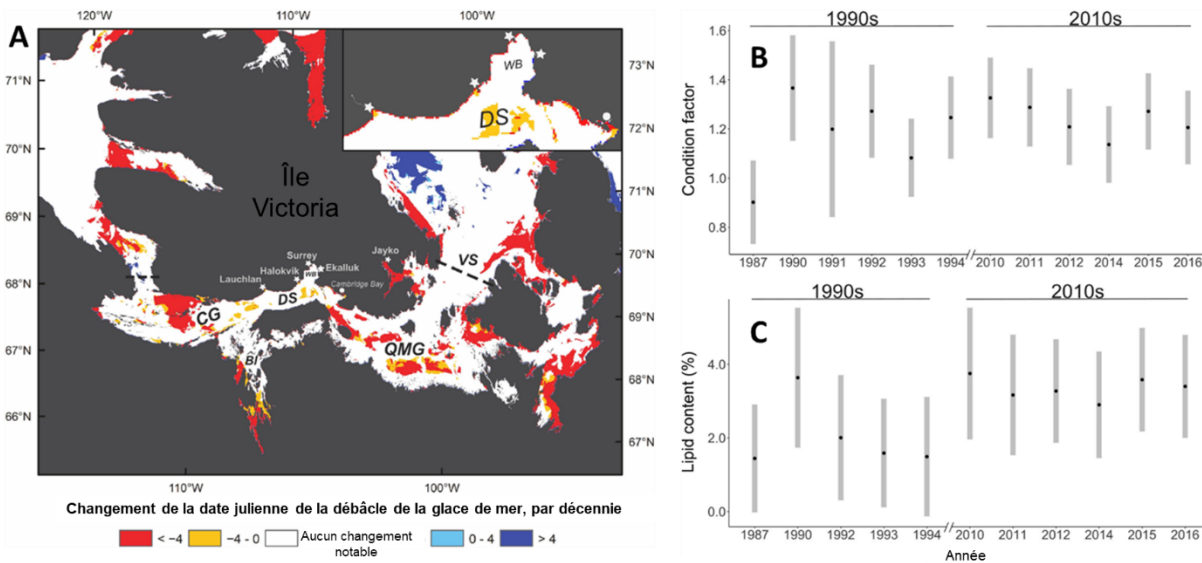 120°W
110°W
100°W
A
71°N
70°N
69°N
68°N
67°N
66°N
WB
DS
73°N
72°N
71°N
70°N
69°N
68°N
67°N
Île
Victoria
Surrey
Jayko
VS
Halokvik
WB
Ekalluk
Lauchlan
Cambridge Bay
DS
CG
BI
QMG
110°W
100°W
Changement de la date julienne de la débâcle de la glace de mer, par décennie
< −4
−4 - 0
Aucun changement
notable
0 - 4
> 4
1990s
2010s
B
Condition factor
1.6
1.4
1.2
1.0
0.8
1987
1990
1991
1992
1993
1994
2010
2011
2012
2014
2015
2016
1990s
2010s
C
Lipid content (%)
4.0
2.0
0.0
1987
1990
1992
1993
1994
2010
2011
2012
2014
2015
2016
Année